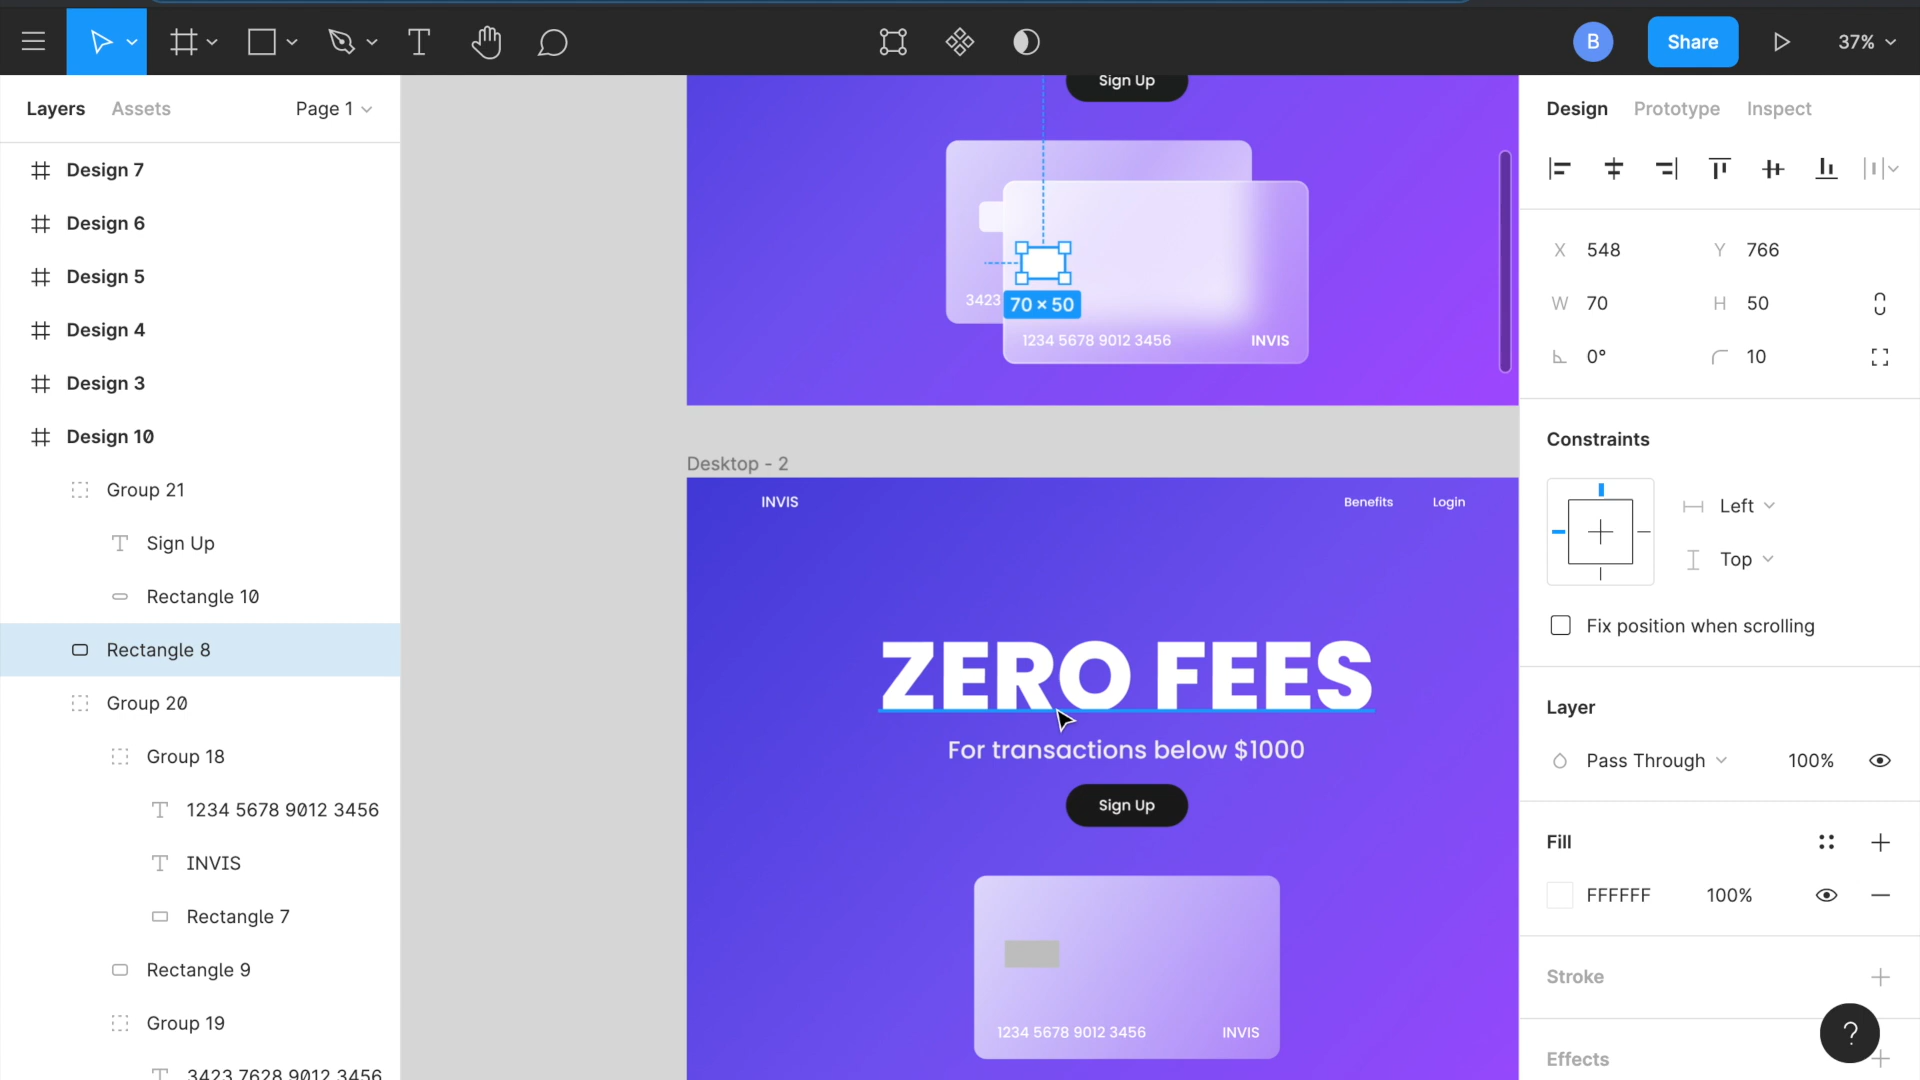 B
Share
37%
Layers
Assets
Page 1
Design 7
Design 6
Design 5
Design 4
Design 3
Design 10
Group 21
Sign Up
Rectangle 10
Rectangle 8
Group 20
Group 18
1234 5678 9012 3456
INVIS
Rectangle 7
Rectangle 9
Group 19
3423 7628 9012 3456
Sign Up
3423
70 × 50
1234 5678 9012 3456
INVIS
Desktop - 2
INVIS
Benefits
Login
ZERO FEES
For transactions below $1000
Sign Up
1234 5678 9012 3456
INVIS
Design
Prototype
Inspect
X 548
Y 766
W 70
H 50
0°
10
Constraints
Left
Top
Fix position when scrolling
Layer
Pass Through
100%
Fill
FFFFFF
100%
Stroke
Effects
?